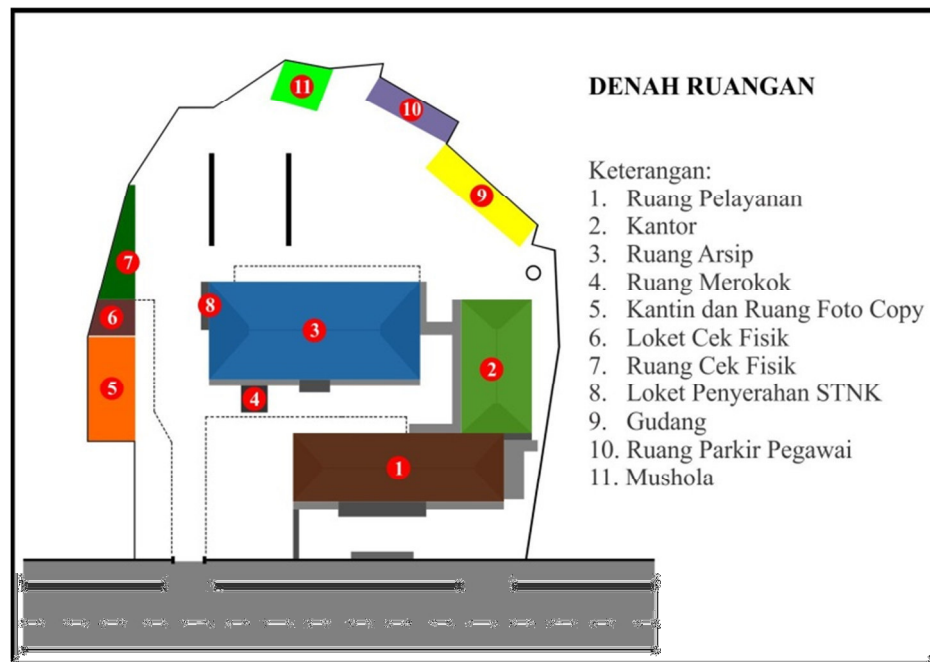 DENAH RUANGAN
Keterangan:
1. Ruang Pelayanan
2. Kantor
3. Ruang Arsip
4. Ruang Merokok
5. Kantin dan Ruang Foto Copy
6. Loket Cek Fisik
7. Ruang Cek Fisik
8. Loket Penyerahan STNK
9. Gudang
10. Ruang Parkir Pegawai
11. Mushola
11
10
9
7
8
6
3
2
5
4
1